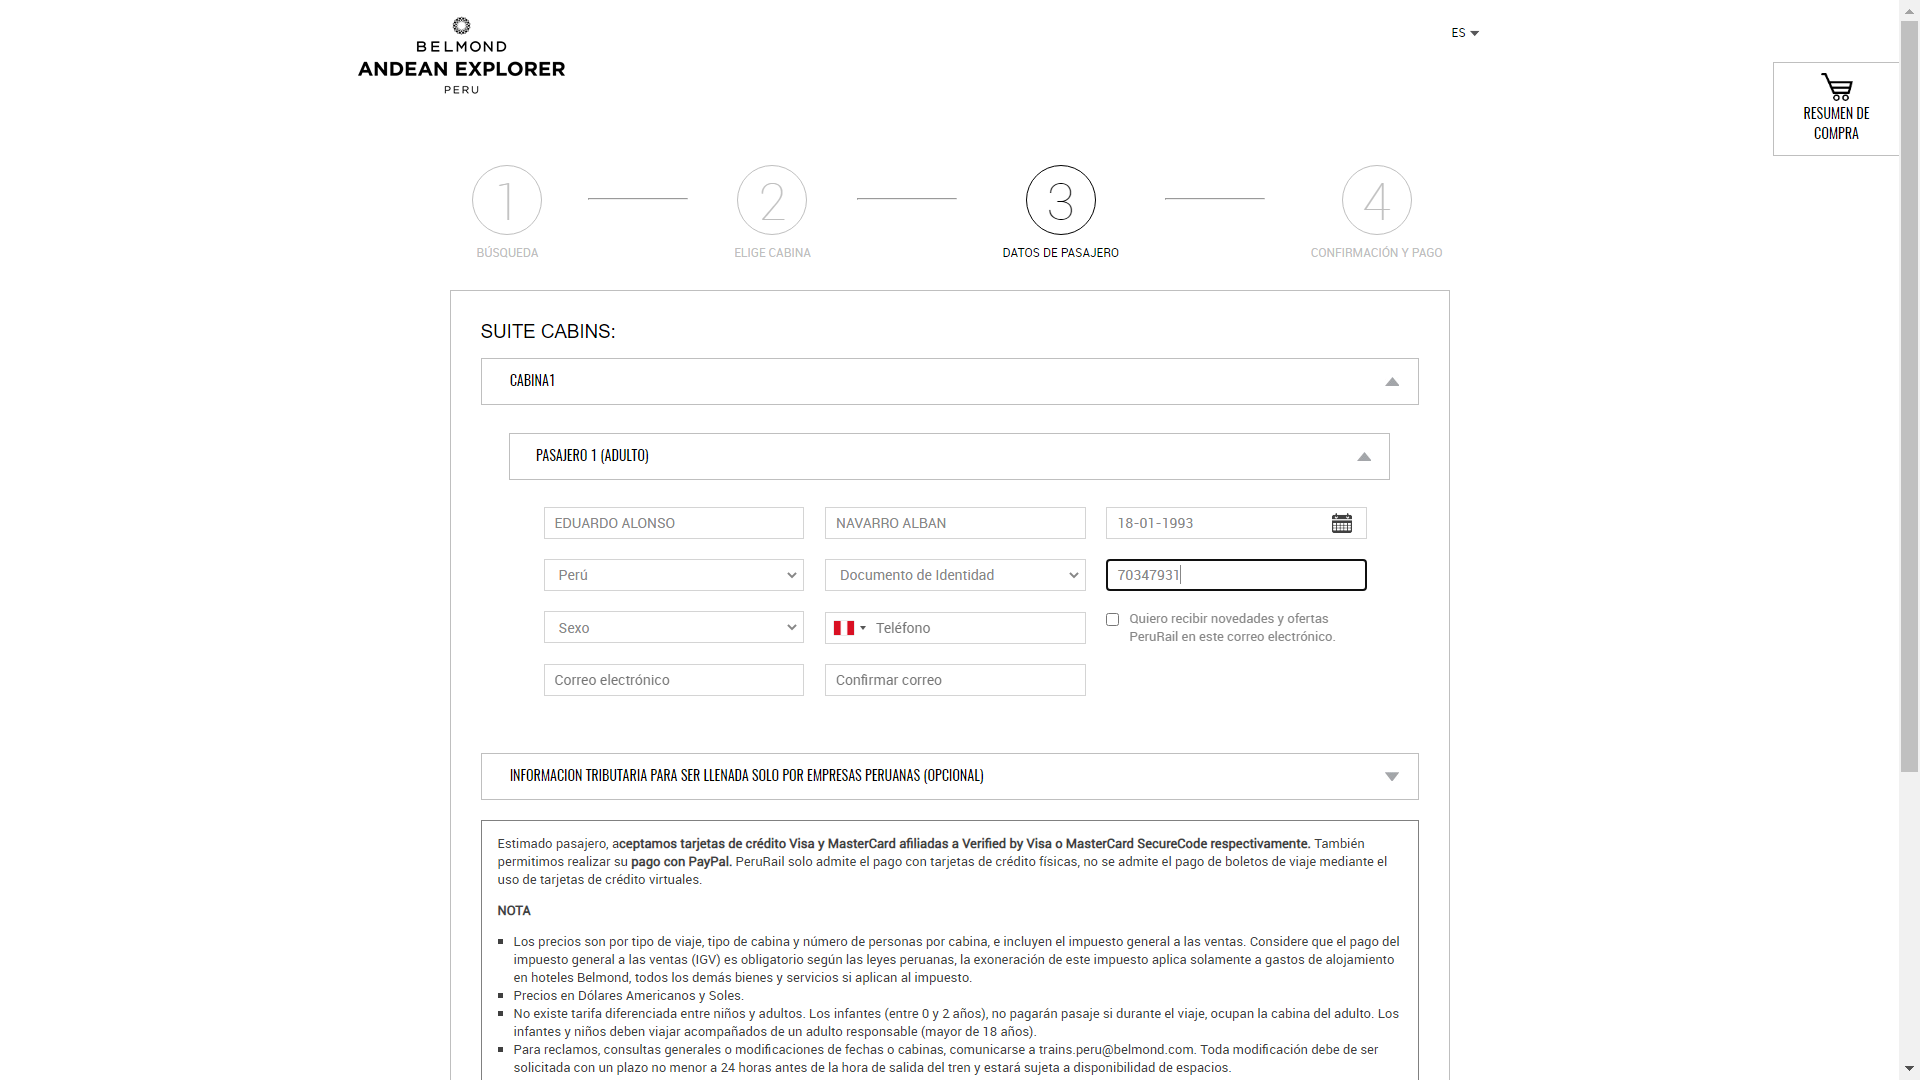 BELMOND
ANDEAN EXPLORER
PERU
ES
RESUMEN DE
COMPRA
1
2
3
4
BÚSQUEDA
ELIGE CABINA
DATOS DE PASAJERO
CONFIRMACIÓN Y PAGO
SUITE CABINS:
CABINA1
PASAJERO 1 (ADULTO)
EDUARDO ALONSO
NAVARRO ALBAN
18-01-1993
Perú
Documento de Identidad
70347931
Sexo
Teléfono
Quiero recibir novedades y ofertas
PeruRail en este correo electrónico.
Correo electrónico
Confirmar correo
INFORMACION TRIBUTARIA PARA SER LLENADA SOLO POR EMPRESAS PERUANAS (OPCIONAL)
Estimado pasajero, aceptamos tarjetas de crédito Visa y MasterCard afiliadas a Verified by Visa o MasterCard SecureCode respectivamente. También
permitimos realizar su pago con PayPal. PeruRail solo admite el pago con tarjetas de crédito físicas, no se admite el pago de boletos de viaje mediante el
uso de tarjetas de crédito virtuales.
NOTA
Los precios son por tipo de viaje, tipo de cabina y número de personas por cabina, e incluyen el impuesto general a las ventas. Considere que el pago del
impuesto general a las ventas (IGV) es obligatorio según las leyes peruanas, la exoneración de este impuesto aplica solamente a gastos de alojamiento
en hoteles Belmond, todos los demás bienes y servicios si aplican al impuesto.
Precios en Dólares Americanos y Soles.
No existe tarifa diferenciada entre niños y adultos. Los infantes (entre 0 y 2 años), no pagarán pasaje si durante el viaje, ocupan la cabina del adulto. Los
infantes y niños deben viajar acompañados de un adulto responsable (mayor de 18 años).
Para reclamos, consultas generales o modificaciones de fechas o cabinas, comunicarse a trains.peru@belmond.com. Toda modificación debe de ser
solicitada con un plazo no menor a 24 horas antes de la hora de salida del tren y estará sujeta a disponibilidad de espacios.